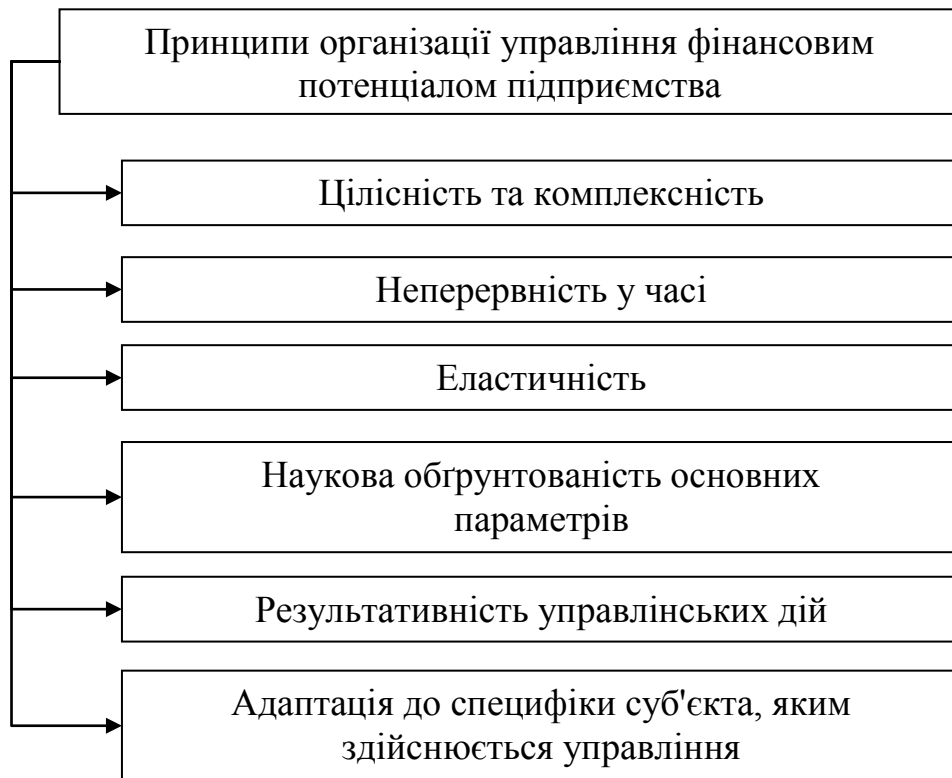 Принципи організації управління фінансовим
потенціалом підприємства
Цілісність та комплексність
Неперервність у часі
Еластичність
Наукова обґрунтованість основних
параметрів
Результативність управлінських дій
Адаптація до специфіки суб'єкта, яким
здійснюється управління